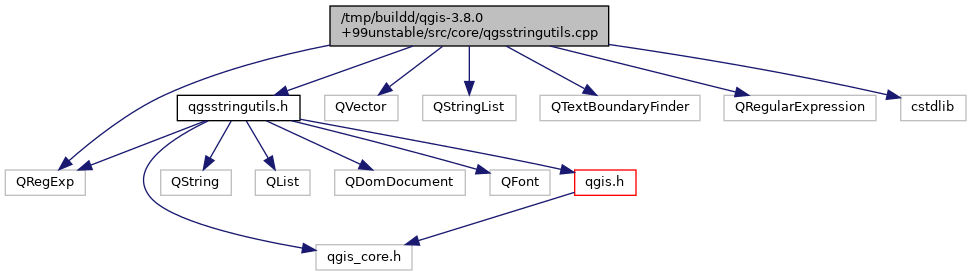 /tmp/buildd/qgis-3.8.0
+99unstable/src/core/qgsstringutils.cpp
qgsstringutils.h
QVector
QStringList
QTextBoundaryFinder
QRegularExpression
cstdlib
QRegExp
QString
QList
QDomDocument
QFont
qgis.h
qgis_core.h